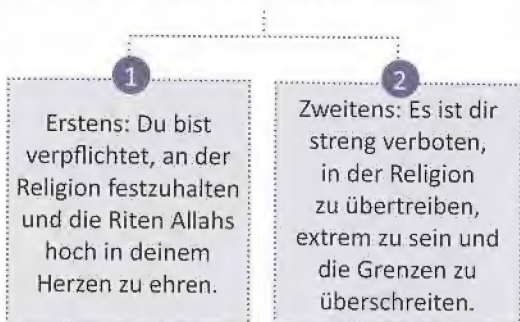 1
Erstens: Du bist
verpflichtet, an der
Religion festzuhalten
und die Riten Allahs
hoch in deinem
Herzen zu ehren.
2
Zweitens: Es ist dir
streng verboten,
in der Religion
zu übertreiben,
extrem zu sein und
die Grenzen zu
überschreiten.